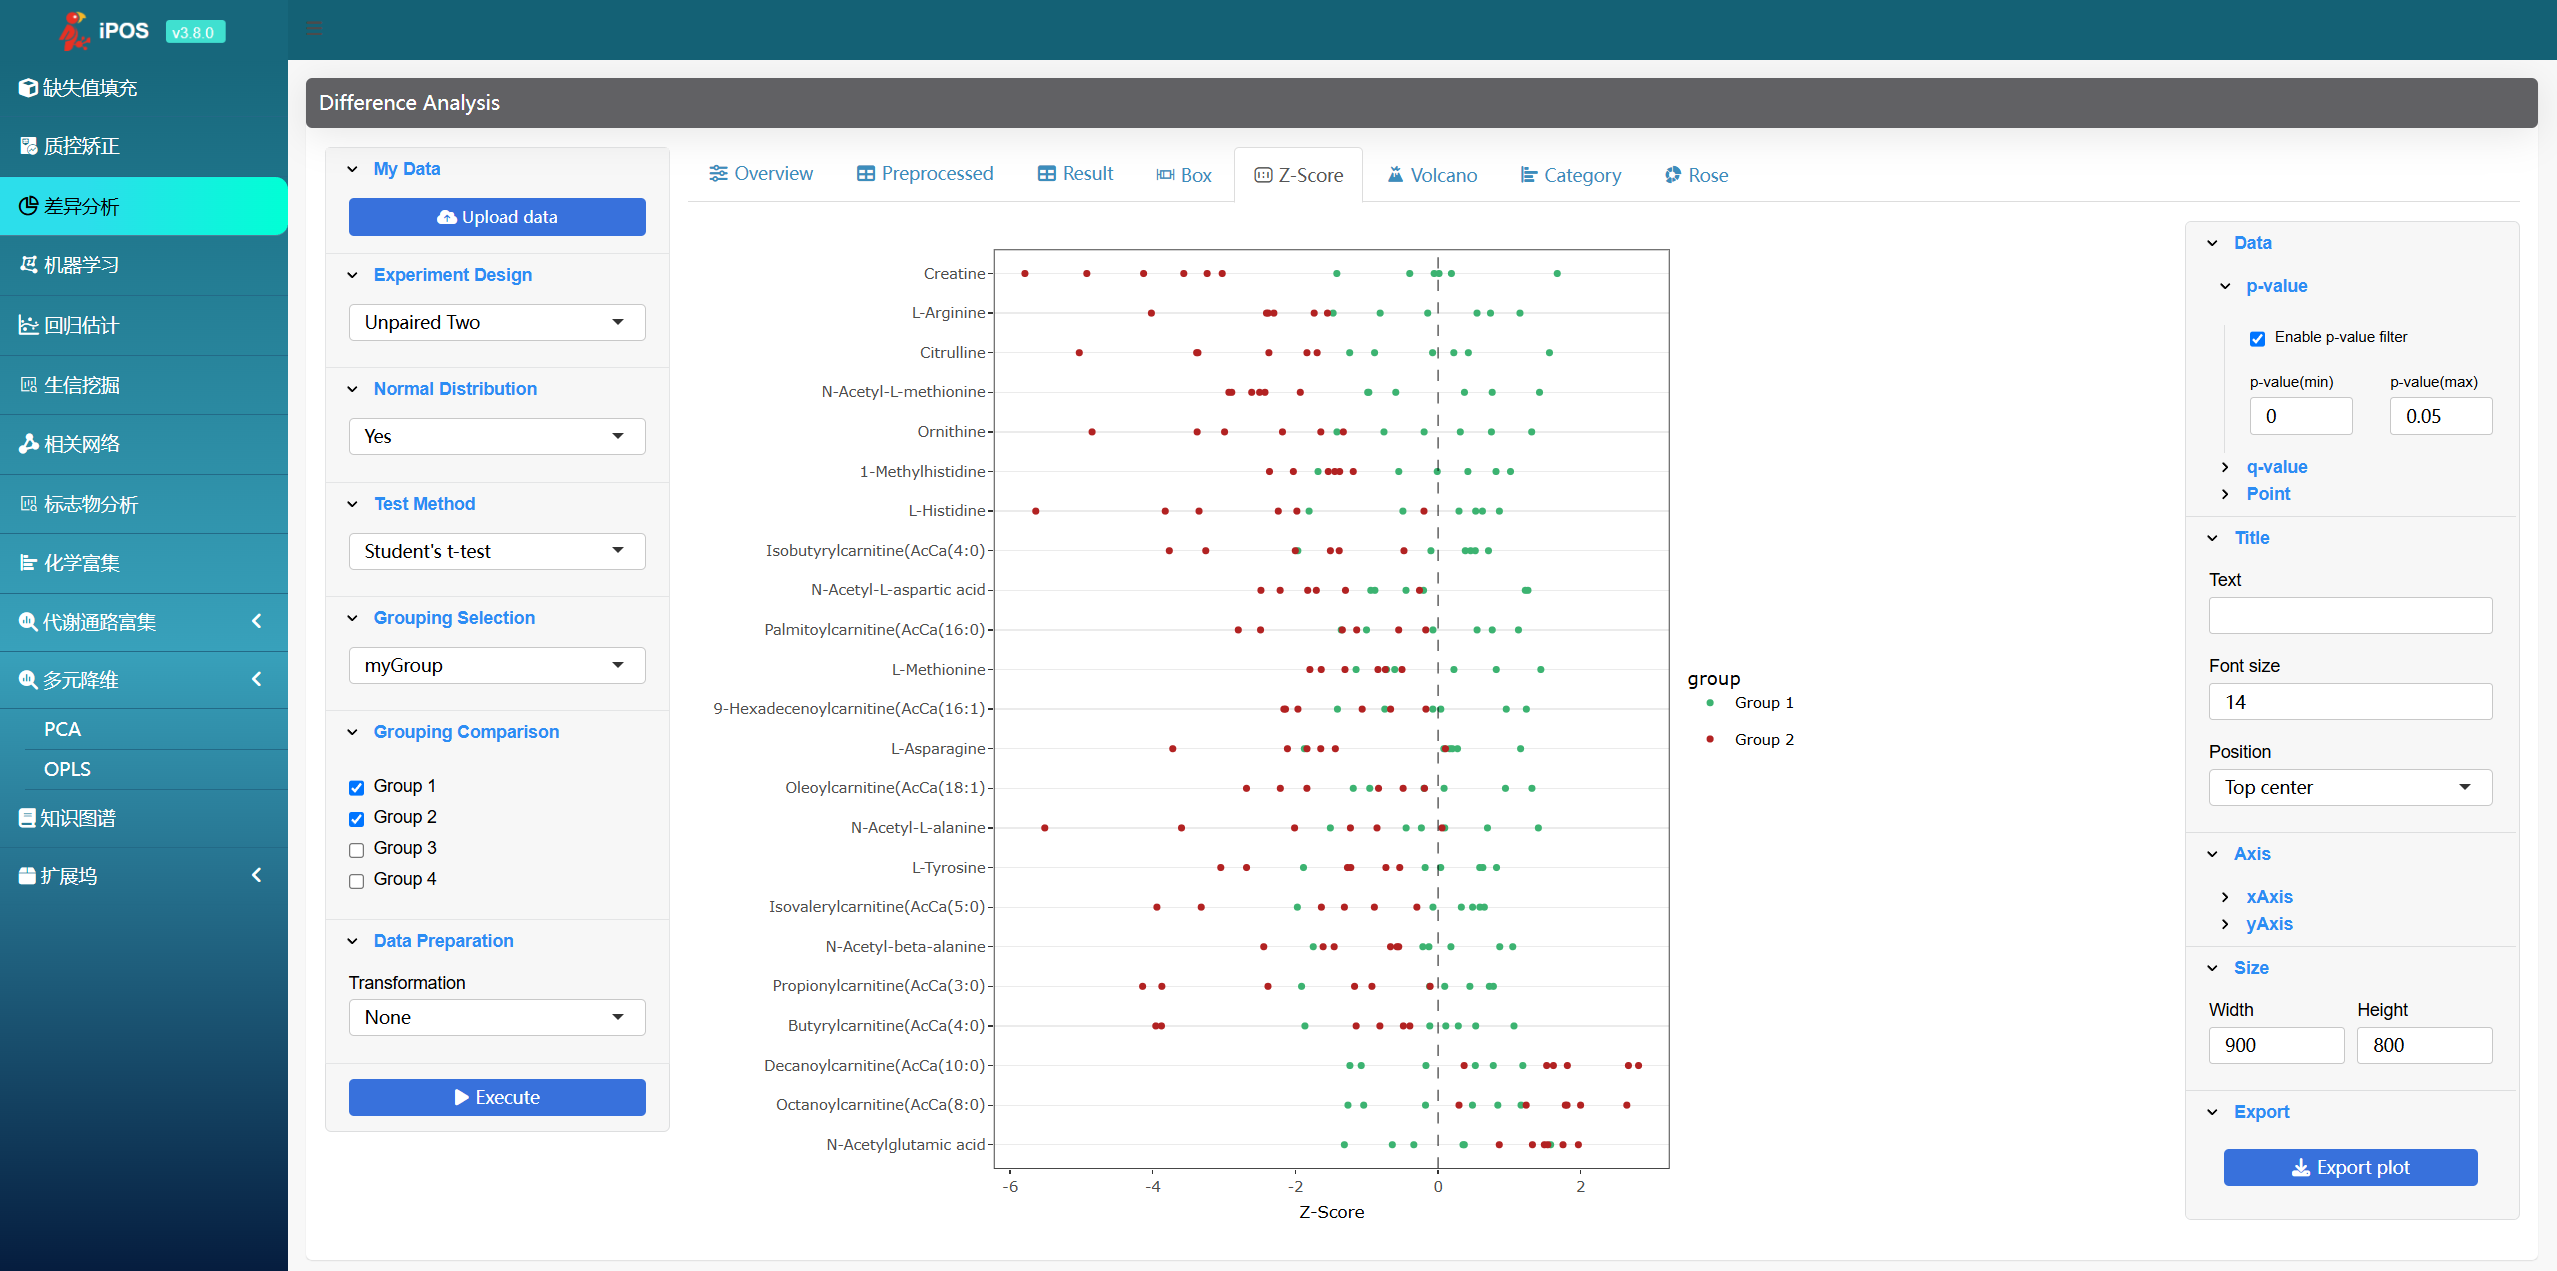 iPOS v3.8.0
缺失值填充
质控矫正
差异分析
机器学习
回归估计
生信挖掘
相关网络
标志物分析
化学富集
代谢通路富集
多元降维
PCA
OPLS
知识图谱
扩展坞
Difference Analysis
My Data
Upload data
Experiment Design
Unpaired Two
Normal Distribution
Yes
Test Method
Student's t-test
Grouping Selection
myGroup
Grouping Comparison
Group 1
Group 2
Group 3
Group 4
Data Preparation
Transformation
None
Execute
Overview Preprocessed Result Box Z-Score Volcano Category Rose
Creatine
L-Arginine
Citrulline
N-Acetyl-L-methionine
Ornithine
1-Methylhistidine
L-Histidine
Isobutyrylcarnitine(AcCa(4:0)
N-Acetyl-L-aspartic acid
Palmitoylcarnitine(AcCa(16:0)
L-Methionine
9-Hexadecenoylcarnitine(AcCa(16:1)
L-Asparagine
Oleoylcarnitine(AcCa(18:1)
N-Acetyl-L-alanine
L-Tyrosine
Isovalerylcarnitine(AcCa(5:0)
N-Acetyl-beta-alanine
Propionylcarnitine(AcCa(3:0)
Butyrylcarnitine(AcCa(4:0)
Decanoylcarnitine(AcCa(10:0)
Octanoylcarnitine(AcCa(8:0)
N-Acetylglutamic acid
-6 -4 -2 0 2
Z-Score
group
Group 1
Group 2
Data
p-value
Enable p-value filter
p-value(min) p-value(max)
0 0.05
q-value
Point
Title
Text
Font size
14
Position
Top center
Axis
xAxis
yAxis
Size
Width Height
900 800
Export
Export plot